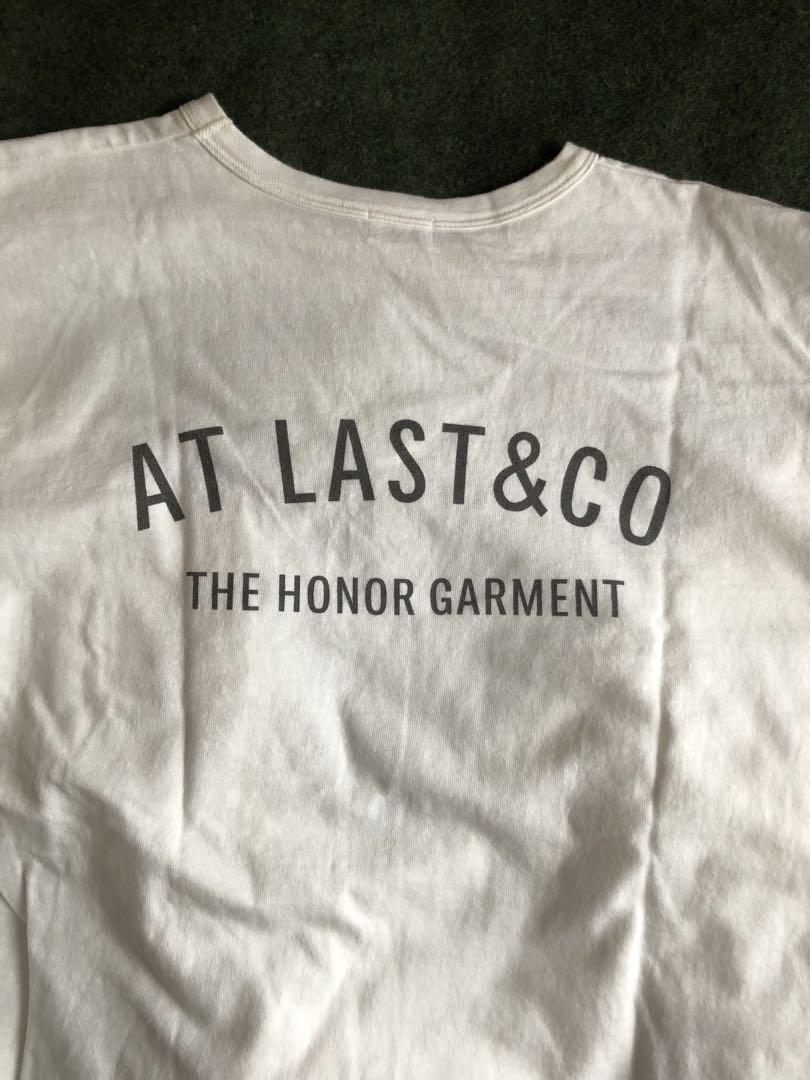 AT LAST&CO
THE HONOR GARMENT